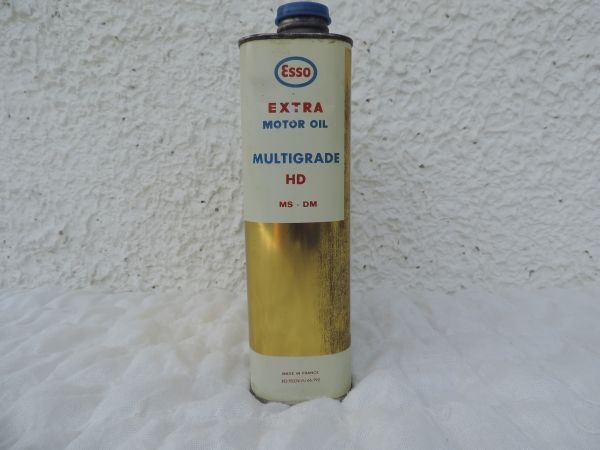 Esso
EXTRA
MOTOR OIL
MULTIGRADE
HD
MS - DM
MADE IN FRANCE